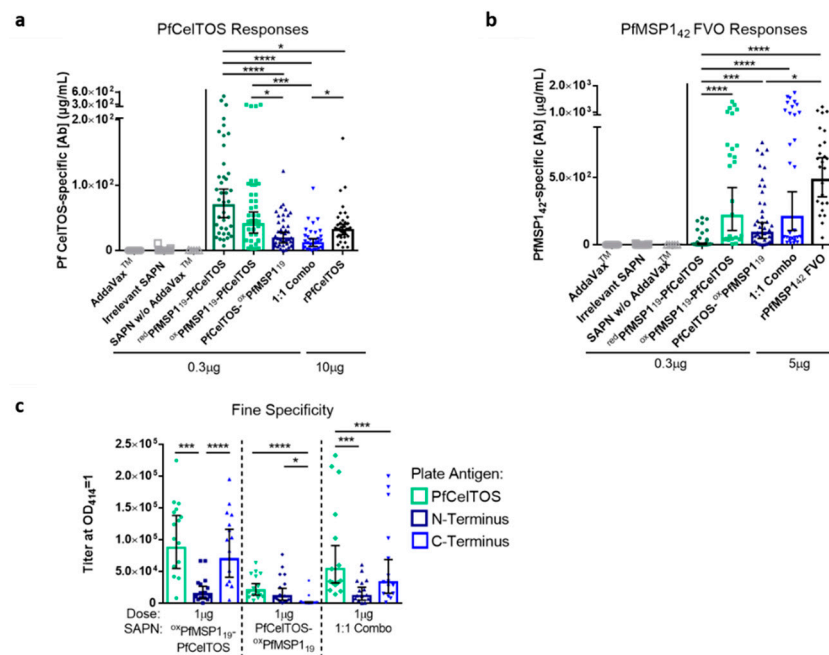 a
PfCelTOS Responses
Pf CelTOS-specific [Ab] (µg/mL)
6.0×10²
3.0×10²
2.0×10²
1.0×10²
0
*
****
****
***
*
*
AddaVax™
Irrelevant SAPN
SAPN w/o AddaVax™
redPfMSP1₁₉-PfCelTOS
oxPfMSP1₁₉-PfCelTOS
PfCelTOS-oxPfMSP1₁₉
1:1 Combo
rPfCelTOS
0.3µg
10µg
b
PfMSP1₄₂ FVO Responses
PfMSP1₄₂-specific [Ab] (µg/mL)
2.0×10³
1.0×10³
5.0×10²
0
****
****
***
*
****
AddaVax™
Irrelevant SAPN
SAPN w/o AddaVax™
redPfMSP1₁₉-PfCelTOS
oxPfMSP1₁₉-PfCelTOS
PfCelTOS-oxPfMSP1₁₉
1:1 Combo
rPfMSP1₄₂ FVO
0.3µg
5µg
c
Fine Specificity
Titer at OD₄₁₄=1
2.5×10⁵
2.0×10⁵
1.5×10⁵
1.0×10⁵
5.0×10⁴
0
*** ****
****
*
***
***
Plate Antigen:
PfCelTOS
N-Terminus
C-Terminus
Dose: 1µg 1µg 1µg
SAPN: oxPfMSP1₁₉- PfCelTOS- 1:1 Combo
PfCelTOS oxPfMSP1₁₉